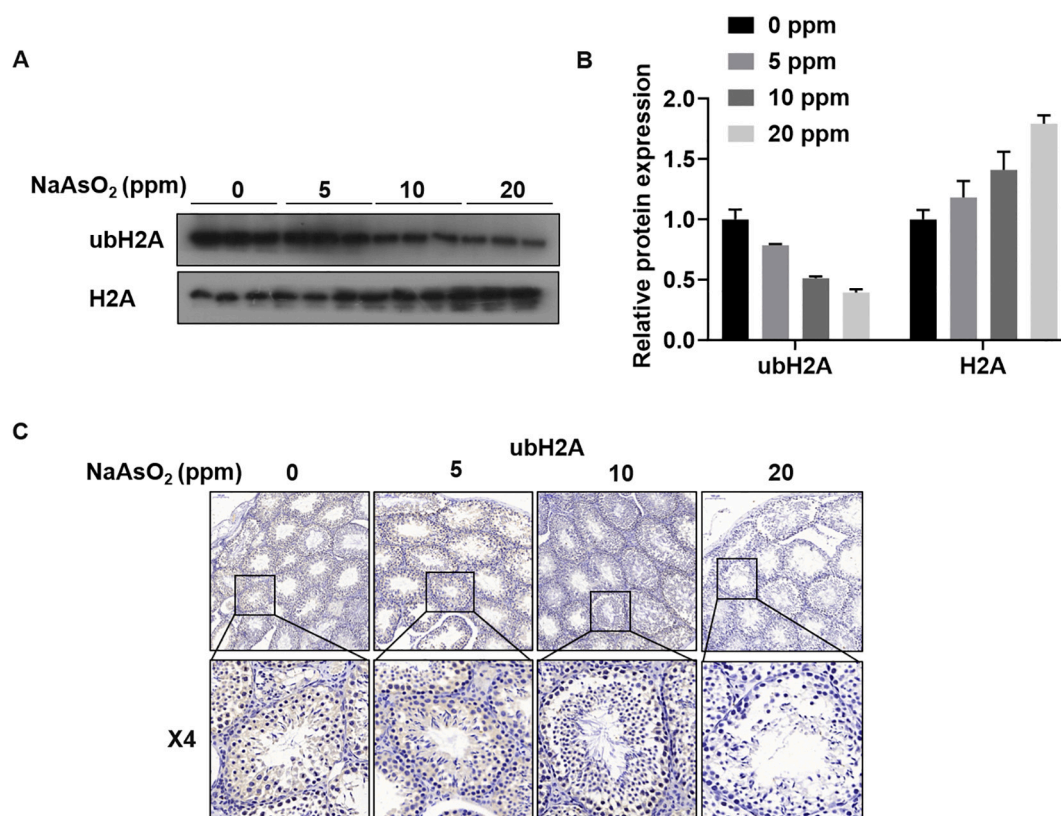 A
NaAsO₂ (ppm) 0 5 10 20
ubH2A
H2A
B
0 ppm
5 ppm
10 ppm
20 ppm
Relative protein expression
2.0
1.5
1.0
0.5
0.0
ubH2A H2A
C
ubH2A
NaAsO₂ (ppm) 0 5 10 20
X4